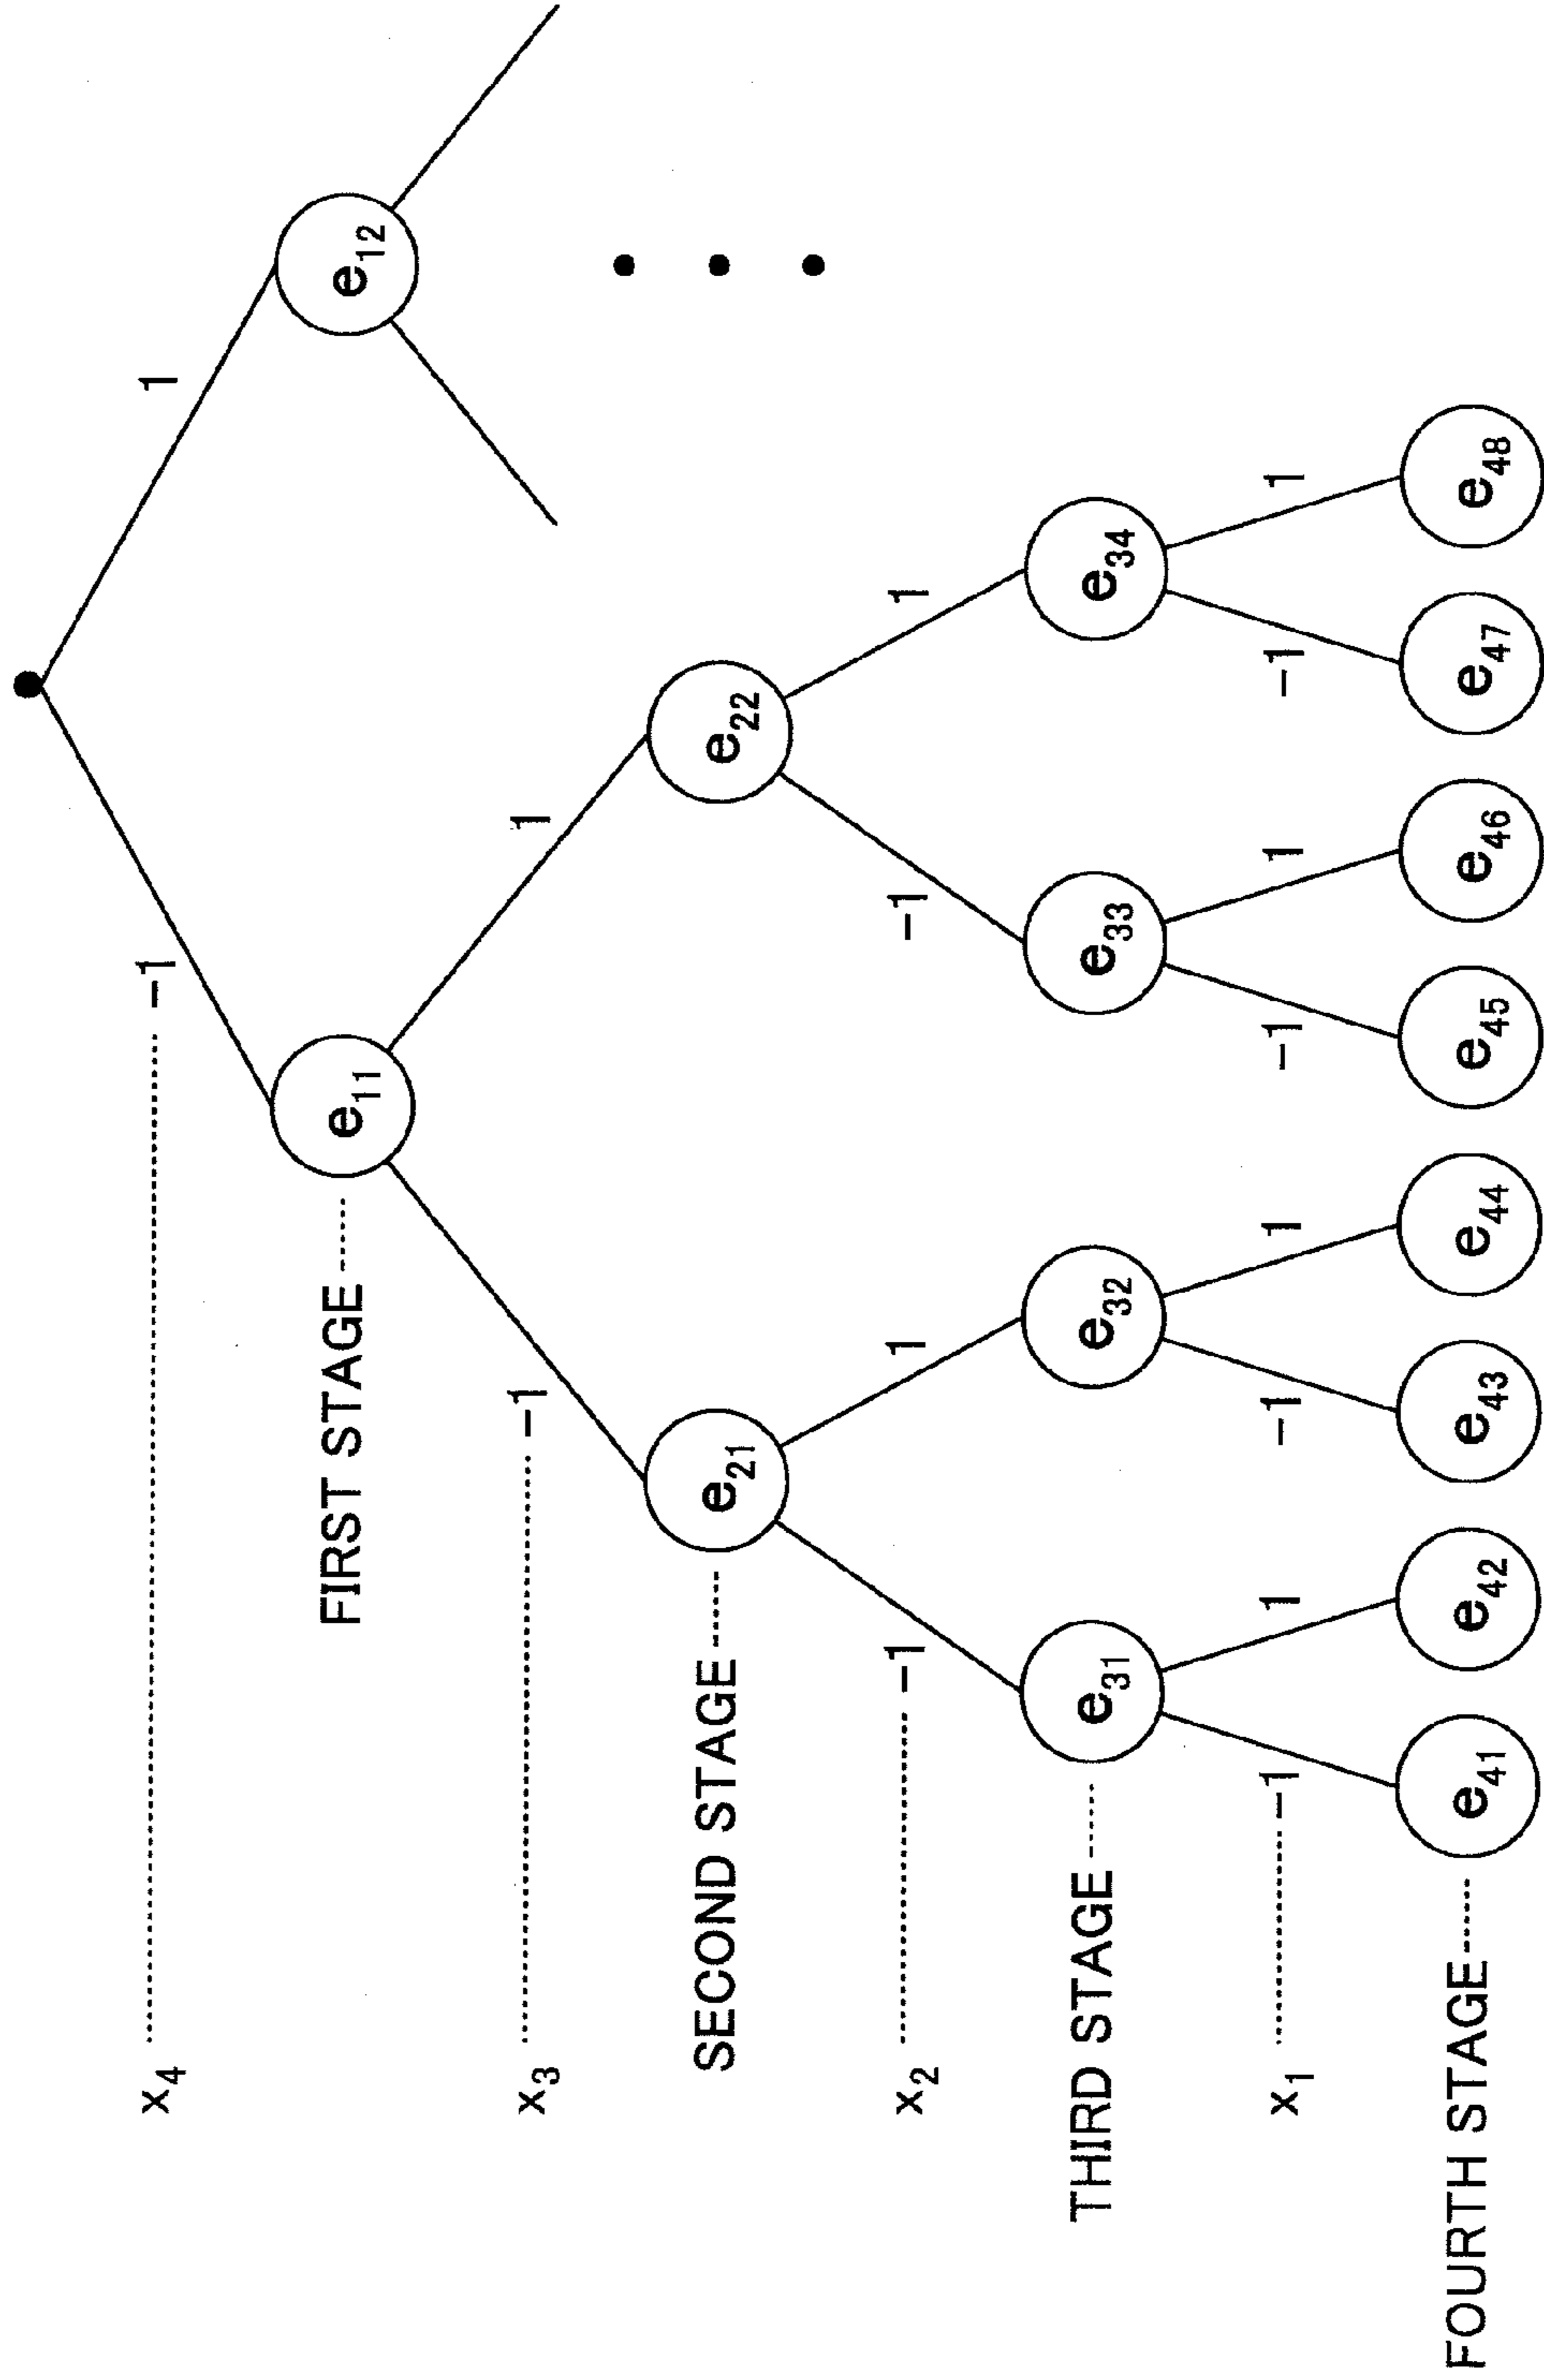 x4 -1 1
FIRST STAGE e11 e12
x3 -1 1
SECOND STAGE e21 e22
x2 -1 1 -1 1
THIRD STAGE e31 e32 e33 e34
x1 -1 1 -1 1 -1 1 -1 1
FOURTH STAGE e41 e42 e43 e44 e45 e46 e47 e48